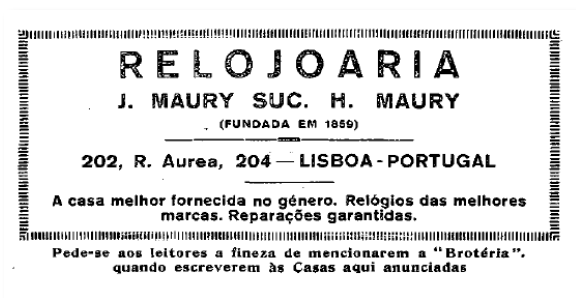 RELOJOARIA
J. MAURY SUC. H. MAURY
(FUNDADA EM 1859)
202, R. Aurea, 204 — LISBOA - PORTUGAL
A casa melhor fornecida no género. Relógios das melhores
marcas. Reparações garantidas.
Pede-se aos leitores a fineza de mencionarem a "Brotéria",
quando escreverem às Casas aqui anunciadas